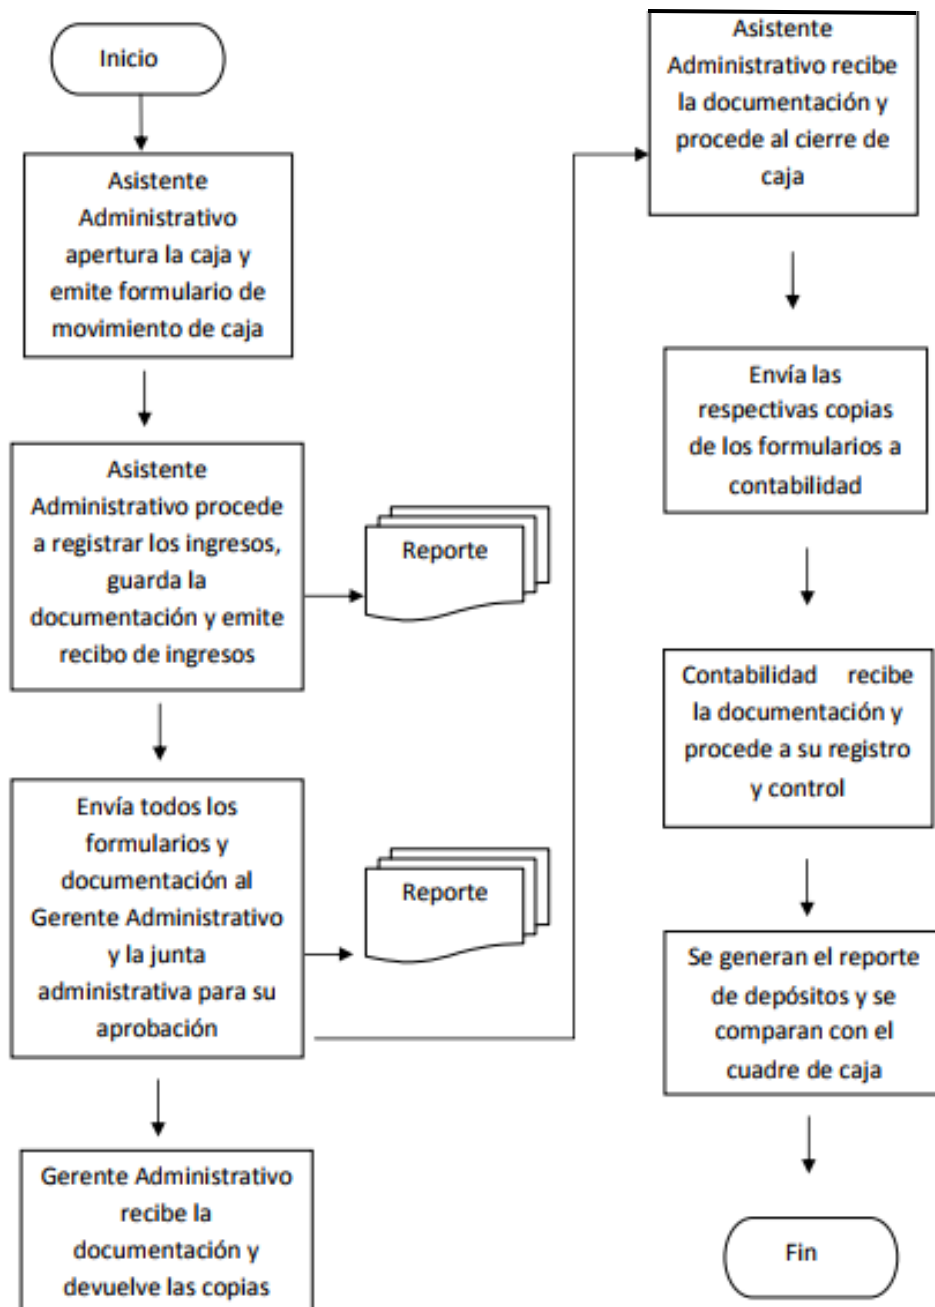 Inicio
Asistente
Administrativo
apertura la caja y
emite formulario de
movimiento de caja
Asistente
Administrativo procede
a registrar los ingresos,
guarda la
documentación y emite
recibo de ingresos
Reporte
Envía todos los
formularios y
documentación al
Gerente Administrativo
y la junta
administrativa para su
aprobación
Reporte
Gerente Administrativo
recibe la
documentación y
devuelve las copias
Asistente
Administrativo recibe
la documentación y
procede al cierre de
caja
Envía las
respectivas copias
de los formularios a
contabilidad
Contabilidad recibe
la documentación y
procede a su registro
y control
Se generan el reporte
de depósitos y se
comparan con el
cuadre de caja
Fin